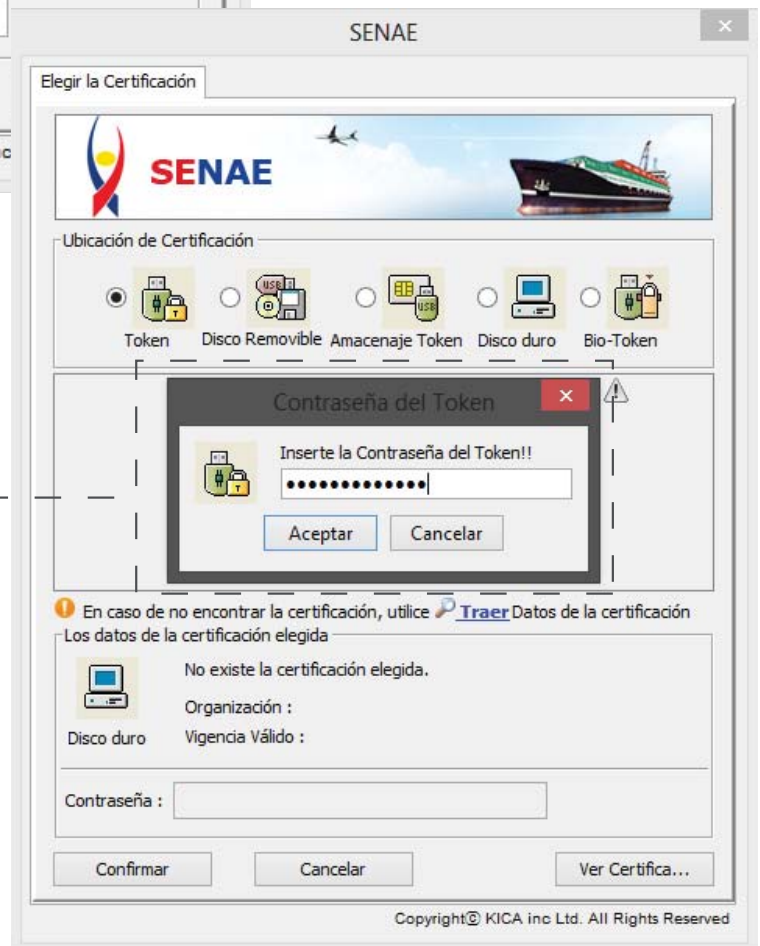 SENAE
Elegir la Certificación
SENAE
Ubicación de Certificación
USB
USB
T
Token
Disco Removible
Amacenaje Token
Disco duro
Bio-Token
Contraseña del Token
Inserte la Contraseña del Token!!
T
•••••••••••••
Aceptar
Cancelar
En caso de no encontrar la certificación, utilice Traer Datos de la certificación
Los datos de la certificación elegida
No existe la certificación elegida.
Organización :
Disco duro
Vigencia Válido :
Contraseña :
Confirmar
Cancelar
Ver Certifica...
Copyright© KICA inc Ltd. All Rights Reserved